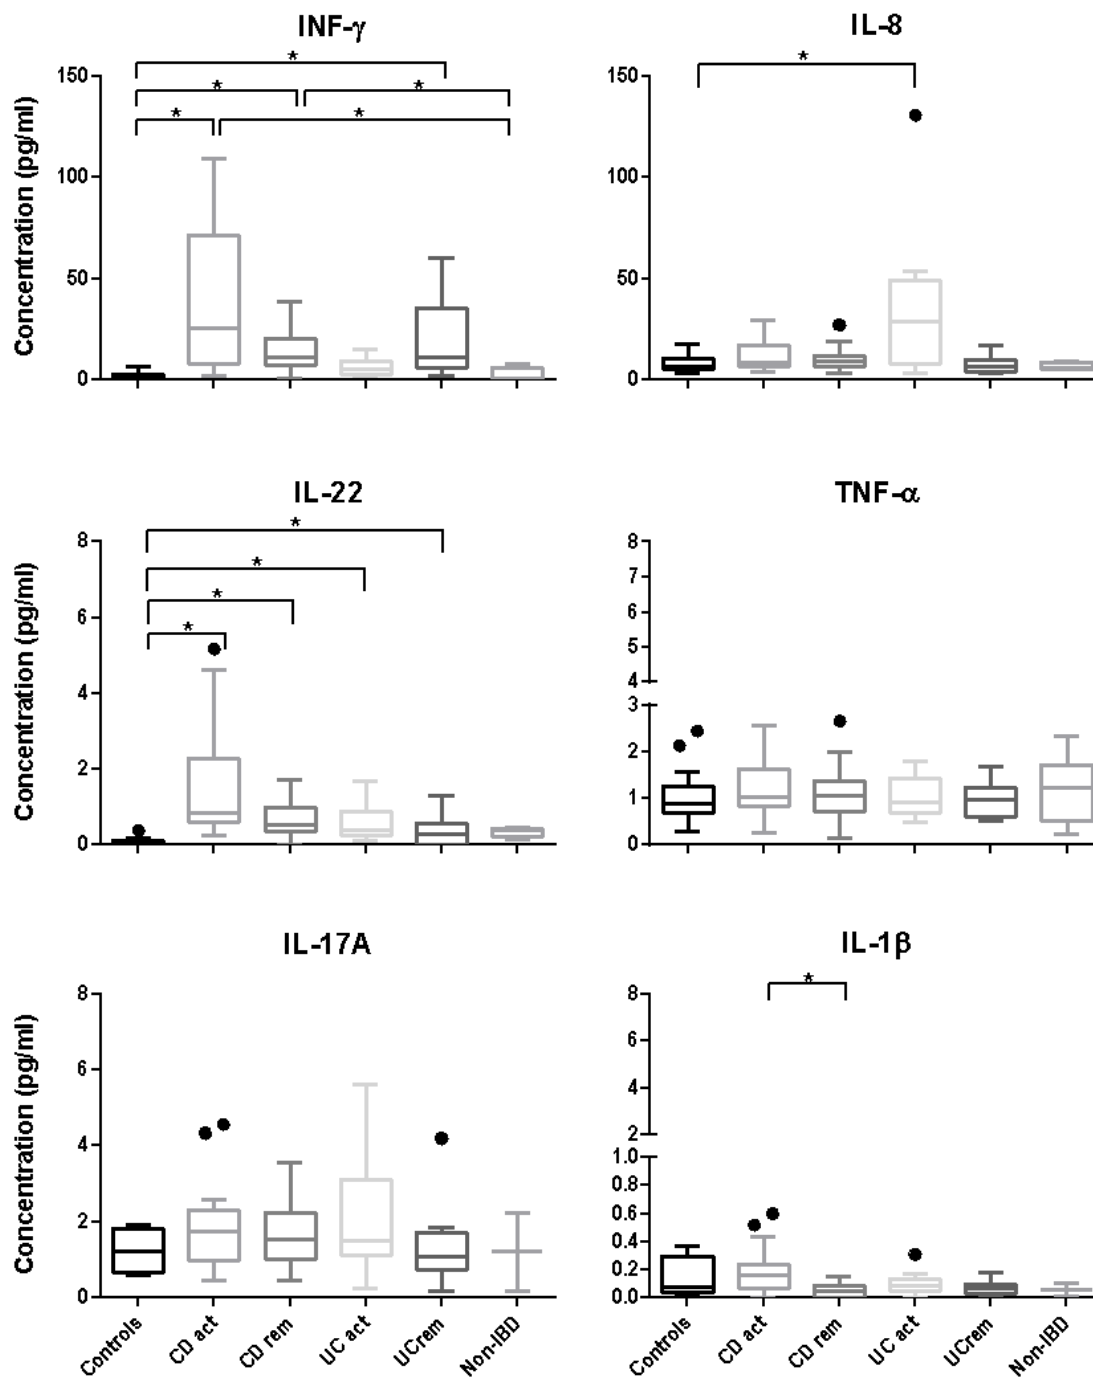 INF-γ
IL-8
Concentration (pg/ml)
150
100
50
0
*
*
*
*
*
150
100
50
0
*
IL-22
TNF-α
Concentration (pg/ml)
8
6
4
2
0
*
*
*
*
8
7
6
5
4
3
2
1
0
IL-17A
IL-1β
Concentration (pg/ml)
8
6
4
2
0
Controls
CD act
CD rem
UC act
UCrem
Non-IBD
*
8
6
4
2
1.0
0.8
0.6
0.4
0.2
0.0
Controls
CD act
CD rem
UC act
UCrem
Non-IBD